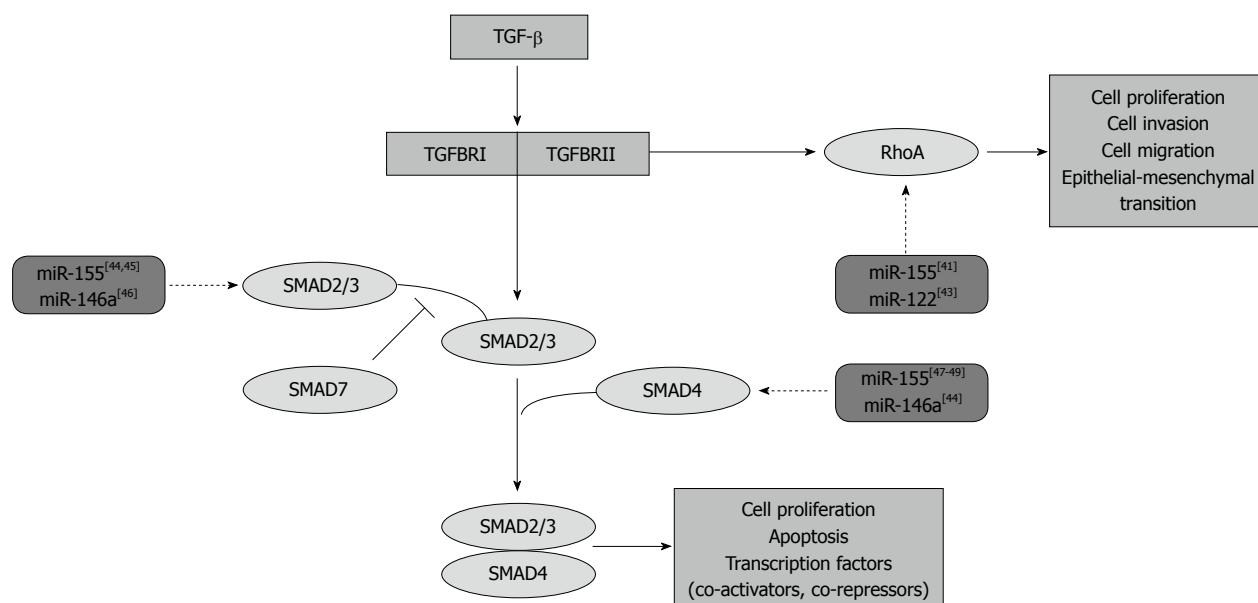 TGF-β
TGFBRI TGFBRII
RhoA
Cell proliferation
Cell invasion
Cell migration
Epithelial-mesenchymal
transition
miR-155[44,45]
miR-146a[46]
SMAD2/3
miR-155[41]
miR-122[43]
SMAD2/3
SMAD7
SMAD4
miR-155[47-49]
miR-146a[44]
SMAD2/3
SMAD4
Cell proliferation
Apoptosis
Transcription factors
(co-activators, co-repressors)